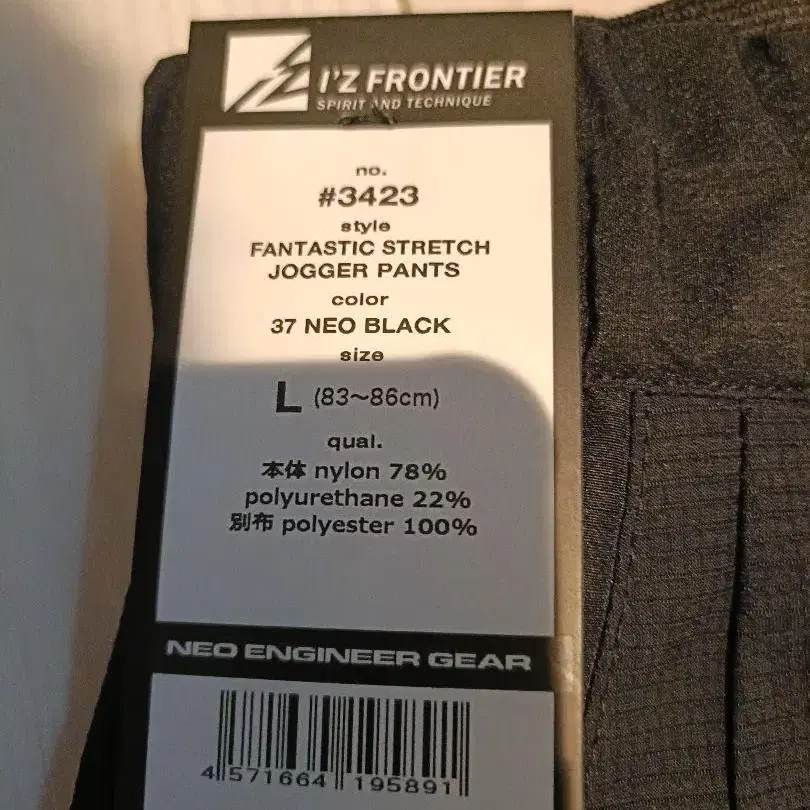 I'Z FRONTIER
SPIRIT AND TECHNIQUE
no.
#3423
style
FANTASTIC STRETCH
JOGGER PANTS
color
37 NEO BLACK
size
L (83〜86cm)
qual.
本体 nylon 78%
polyurethane 22%
別布 polyester 100%
NEO ENGINEER GEAR
4 571664 195891